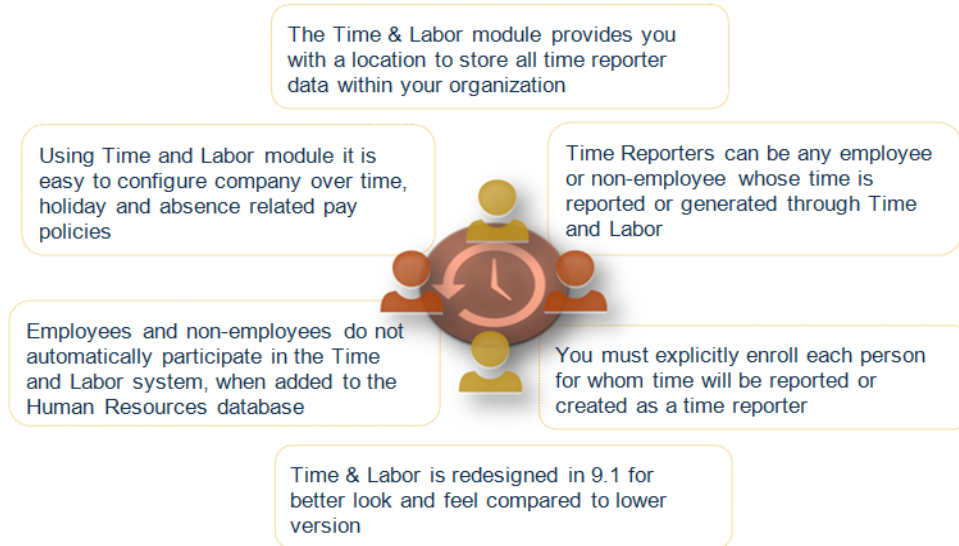 The Time & Labor module provides you
with a location to store all time reporter
data within your organization
Using Time and Labor module it is
easy to configure company over time,
holiday and absence related pay
policies
Time Reporters can be any employee
or non-employee whose time is
reported or generated through Time
and Labor
Employees and non-employees do not
automatically participate in the Time
and Labor system, when added to the
Human Resources database
You must explicitly enroll each person
for whom time will be reported or
created as a time reporter
Time & Labor is redesigned in 9.1 for
better look and feel compared to lower
version